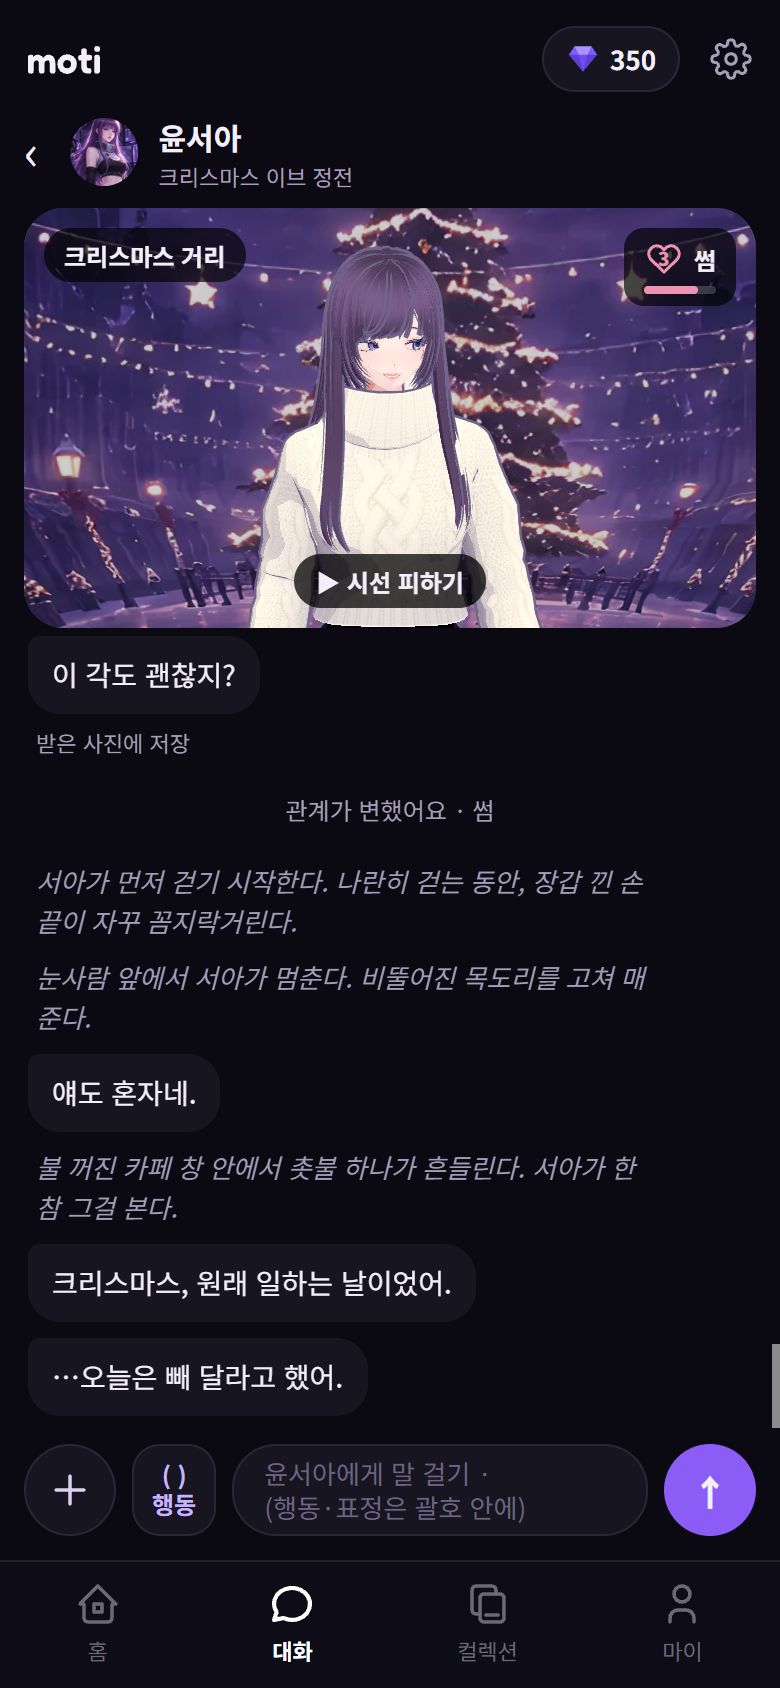 moti
350
윤서아
크리스마스 이브 정전
크리스마스 거리
3 썸
▶ 시선 피하기
이 각도 괜찮지?
받은 사진에 저장
관계가 변했어요 · 썸
서아가 먼저 걷기 시작한다. 나란히 걷는 동안, 장갑 낀 손
끝이 자꾸 꼼지락거린다.
눈사람 앞에서 서아가 멈춘다. 비뚤어진 목도리를 고쳐 매
준다.
얘도 혼자네.
불 꺼진 카페 창 안에서 촛불 하나가 흔들린다. 서아가 한
참 그걸 본다.
크리스마스, 원래 일하는 날이었어.
…오늘은 빼 달라고 했어.
( )
행동
윤서아에게 말 걸기 ·
(행동·표정은 괄호 안에)
홈
대화
컬렉션
마이